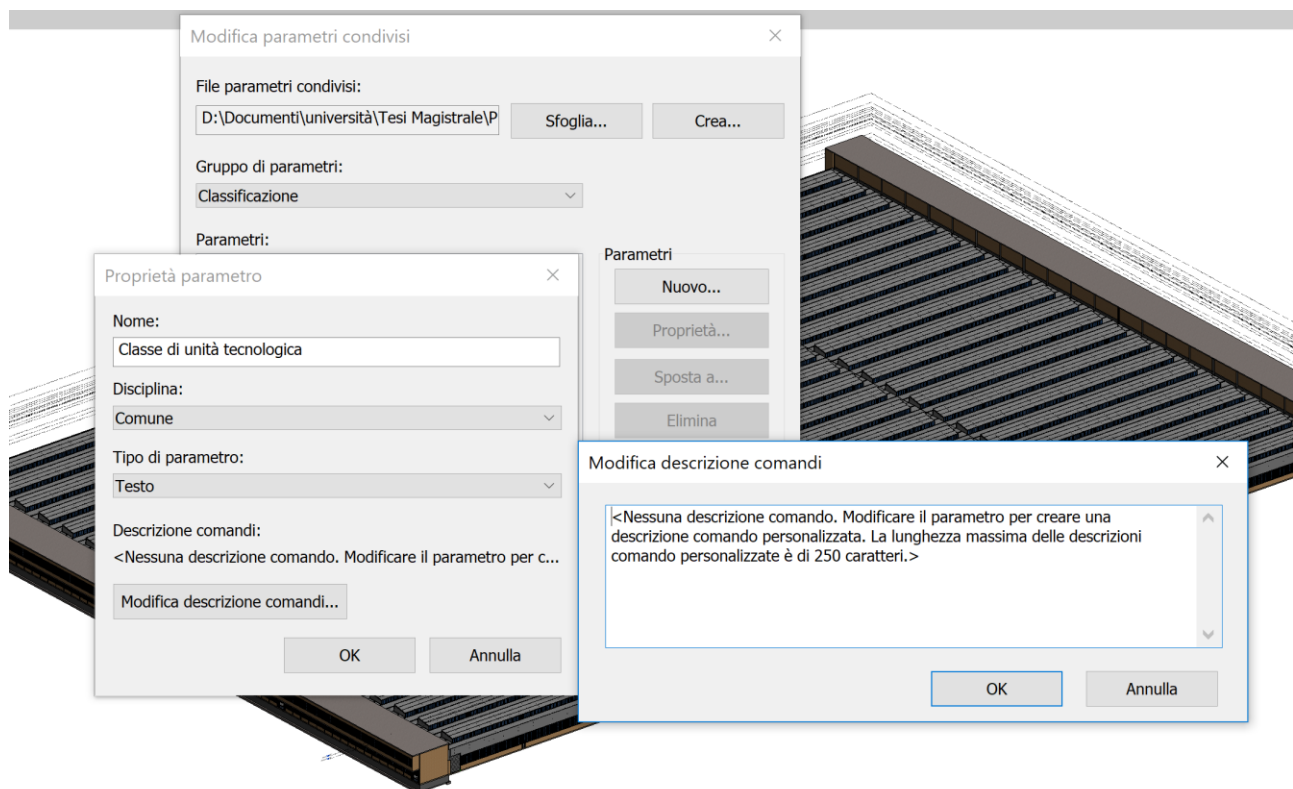 Modifica parametri condivisi
File parametri condivisi:
D:\Documenti\università\Tesi Magistrale\P
Sfoglia...
Crea...
Gruppo di parametri:
Classificazione
Parametri:
Parametri
Nuovo...
Proprietà...
Sposta a...
Elimina
Proprietà parametro
Nome:
Classe di unità tecnologica
Disciplina:
Comune
Tipo di parametro:
Testo
Descrizione comandi:
<Nessuna descrizione comando. Modificare il parametro per c...
Modifica descrizione comandi...
OK
Annulla
Modifica descrizione comandi
<Nessuna descrizione comando. Modificare il parametro per creare una
descrizione comando personalizzata. La lunghezza massima delle descrizioni
comando personalizzate è di 250 caratteri.>
OK
Annulla